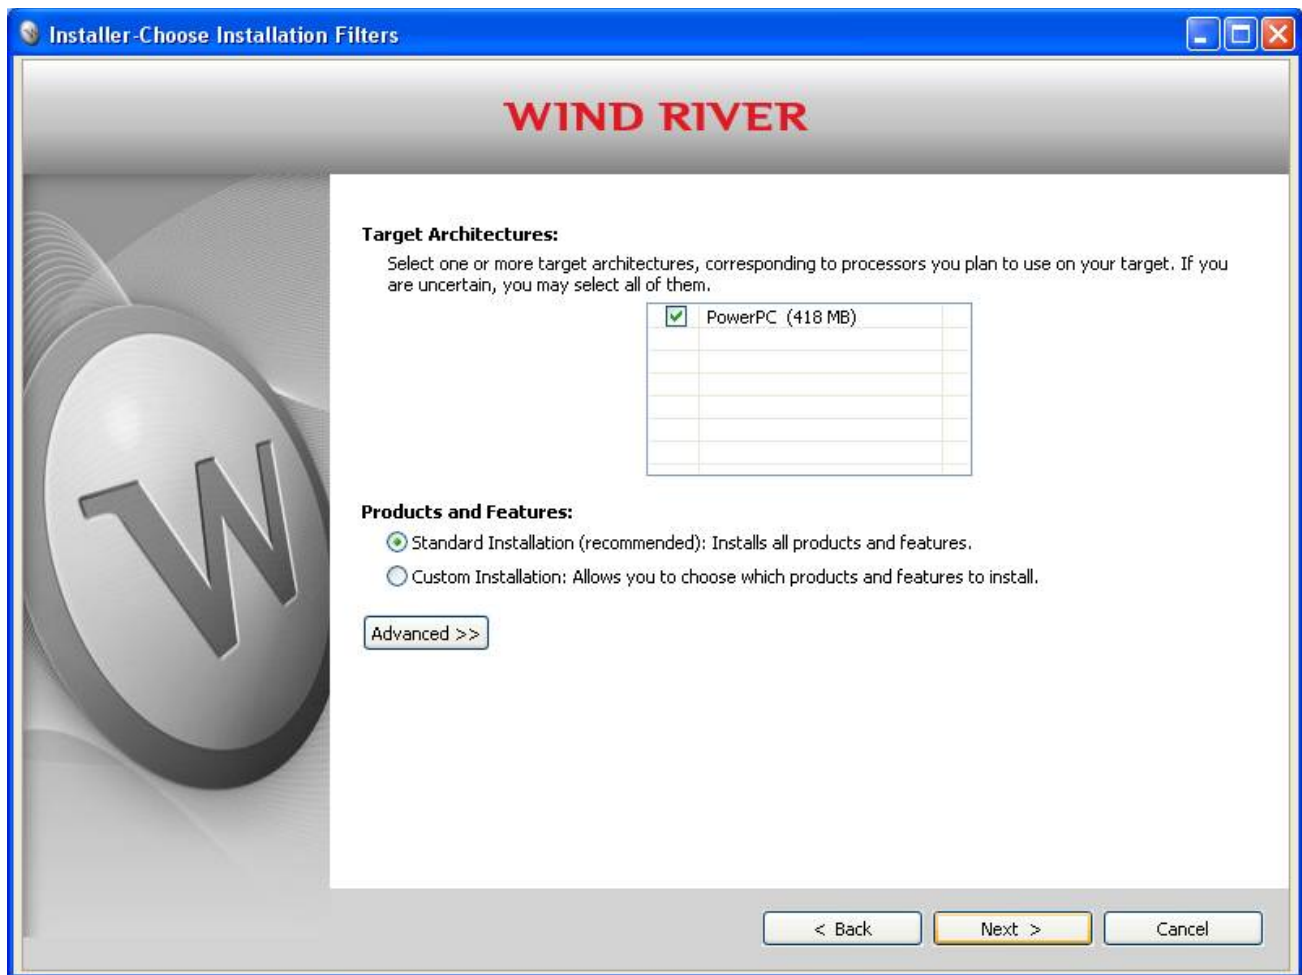 Installer-Choose Installation Filters
WIND RIVER
Target Architectures:
Select one or more target architectures, corresponding to processors you plan to use on your target. If you
are uncertain, you may select all of them.
PowerPC (418 MB)
W
Products and Features:
Standard Installation (recommended): Installs all products and features.
Custom Installation: Allows you to choose which products and features to install.
Advanced >>
< Back
Next >
Cancel